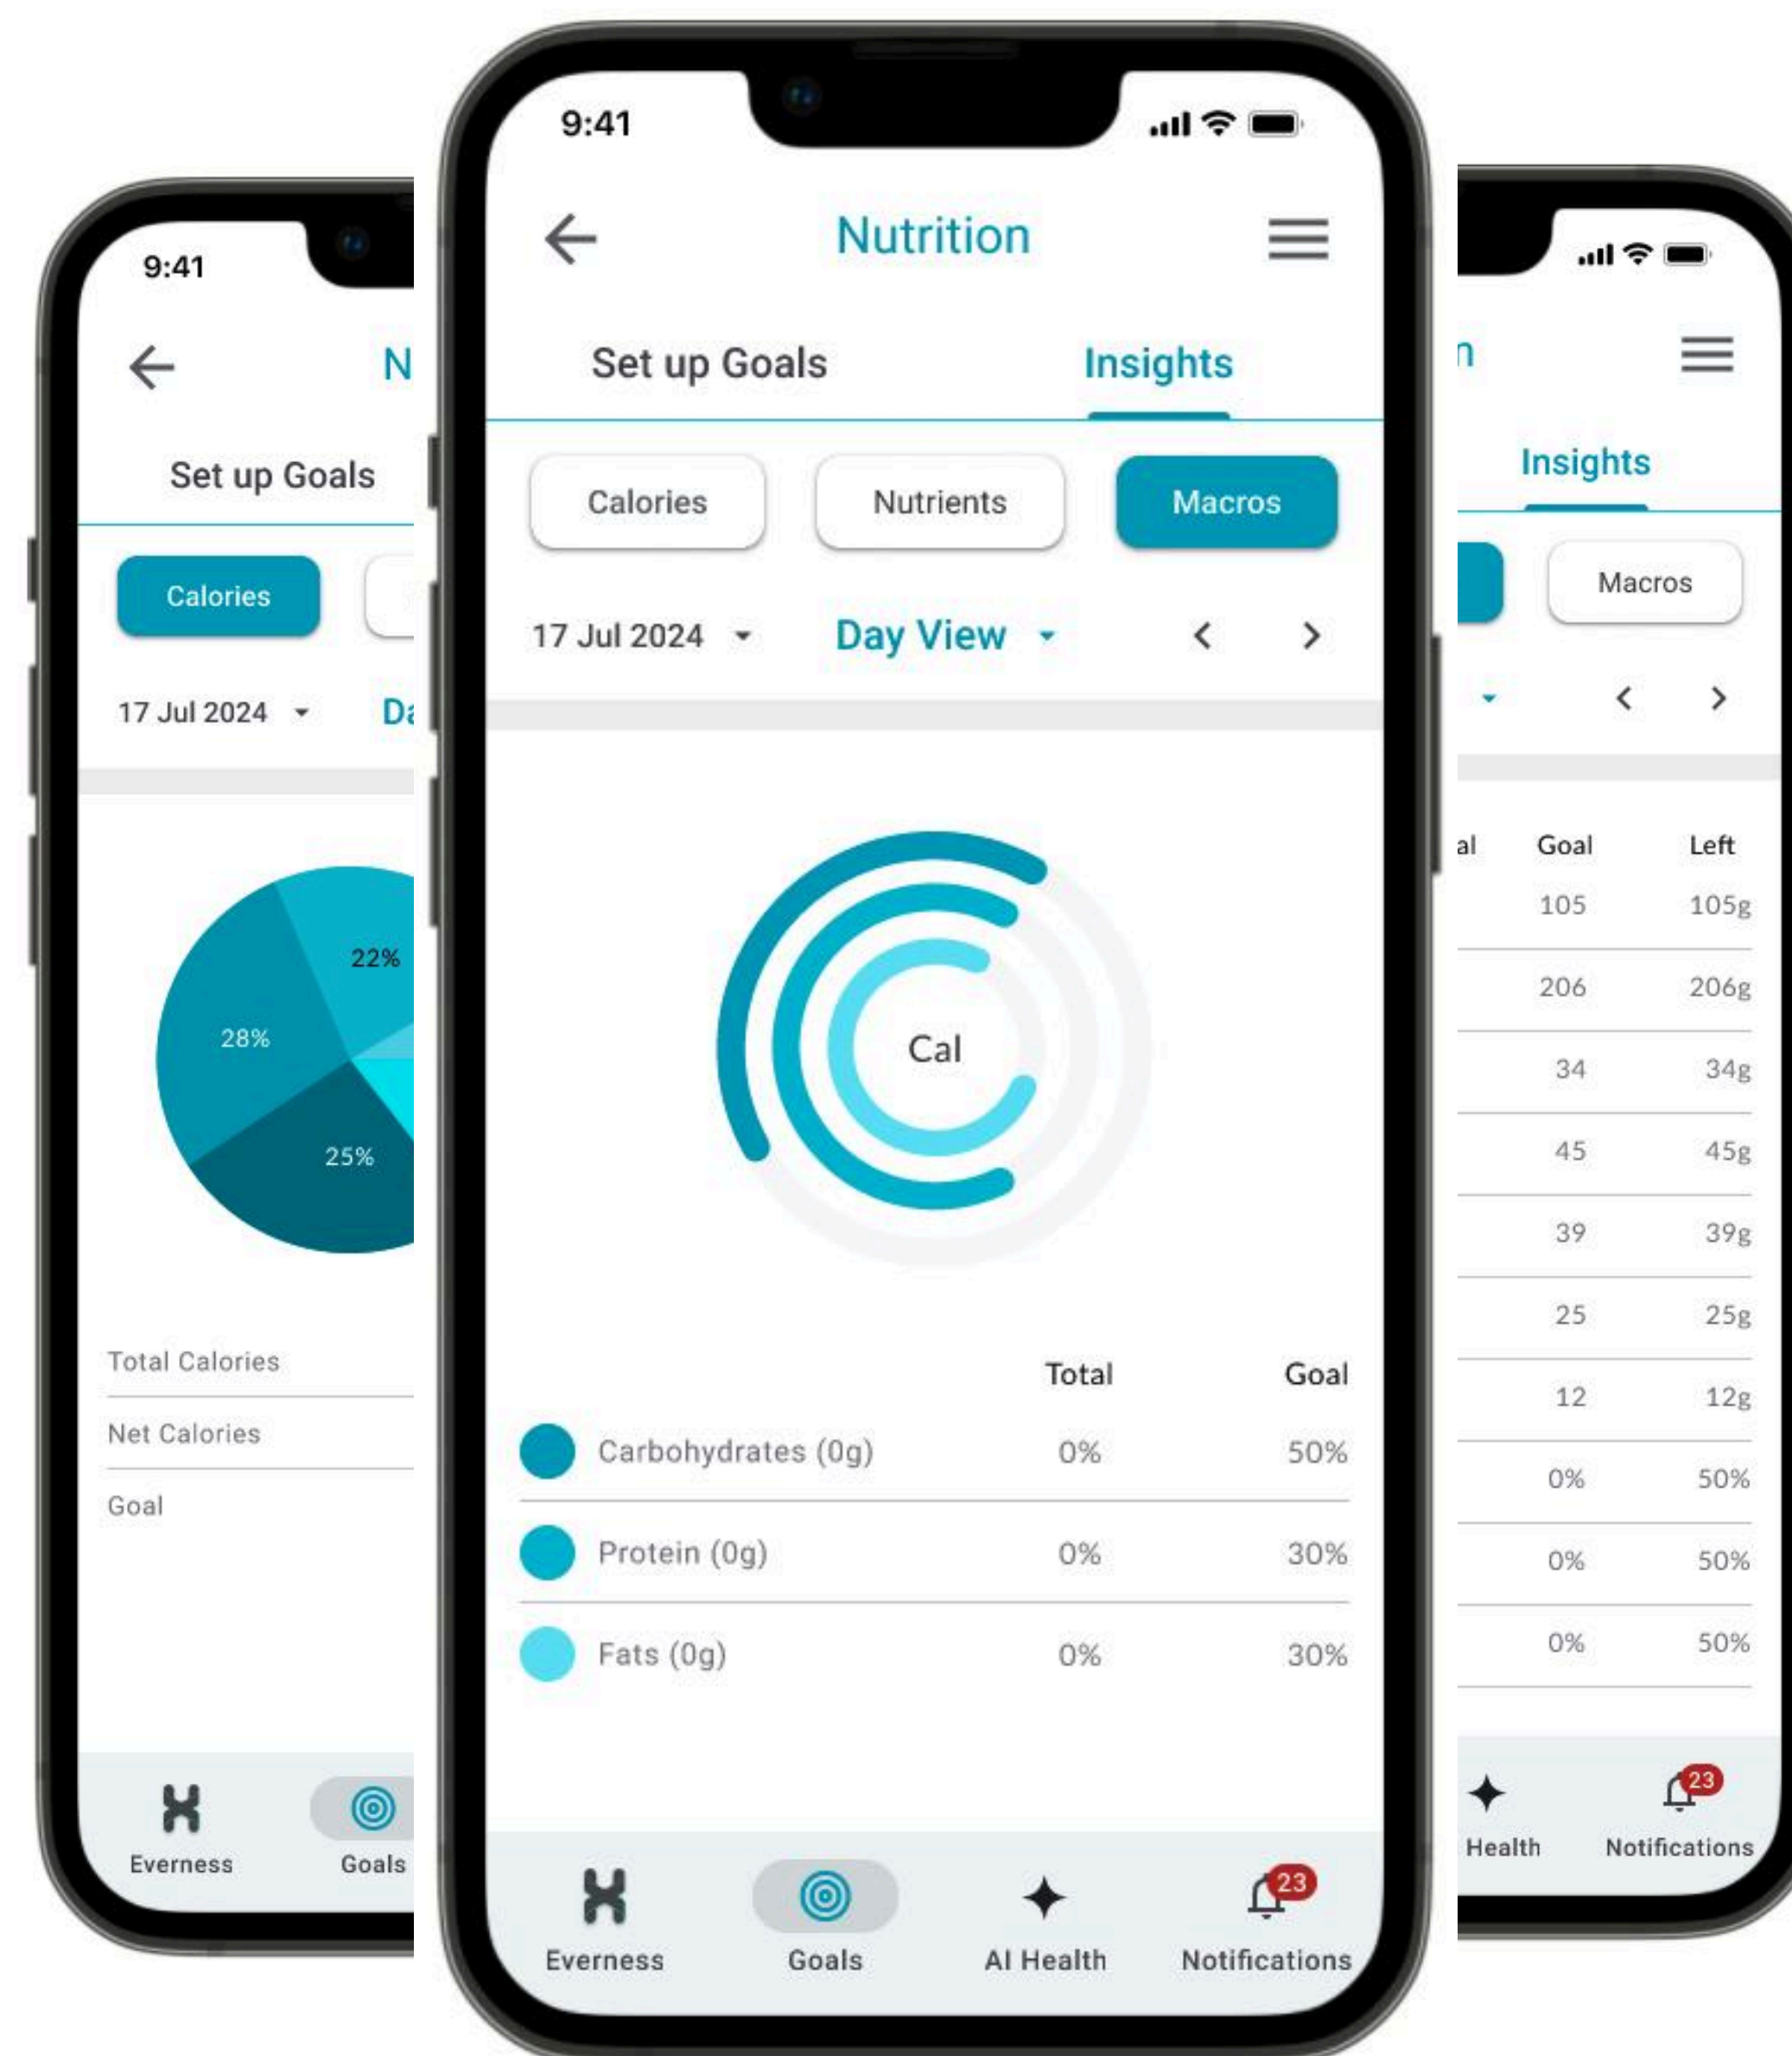 9:41
N
Set up Goals
Calories
17 Jul 2024
Da
22%
28%
25%
Total Calories
Net Calories
Goal
Everness
Goals
9:41
Nutrition
Set up Goals Insights
Calories Nutrients Macros
17 Jul 2024 Day View
Cal
Total Goal
Carbohydrates (0g) 0% 50%
Protein (0g) 0% 30%
Fats (0g) 0% 30%
23
Everness Goals AI Health Notifications
n
Insights
Macros
al Goal Left
105 105g
206 206g
34 34g
45 45g
39 39g
25 25g
12 12g
0% 50%
0% 50%
0% 50%
23
Health Notifications